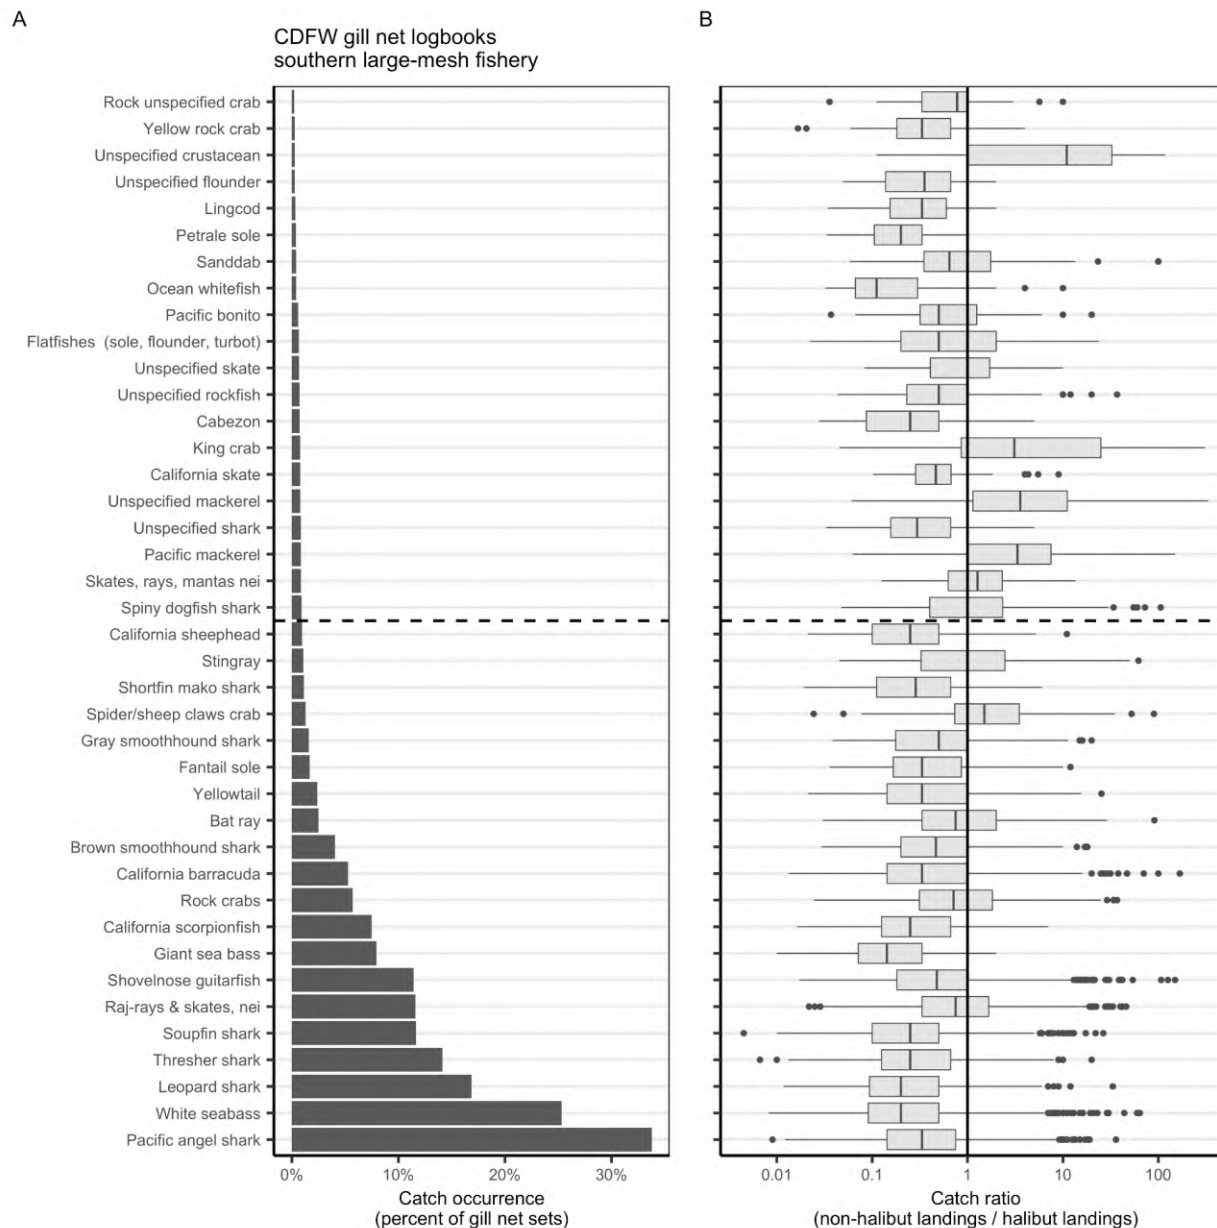 A
B
CDFW gill net logbooks
southern large-mesh fishery
Rock unspecified crab
Yellow rock crab
Unspecified crustacean
Unspecified flounder
Lingcod
Petrale sole
Sanddab
Ocean whitefish
Pacific bonito
Flatfishes (sole, flounder, turbot)
Unspecified skate
Unspecified rockfish
Cabezon
King crab
California skate
Unspecified mackerel
Unspecified shark
Pacific mackerel
Skates, rays, mantas nei
Spiny dogfish shark
California sheephead
Stingray
Shortfin mako shark
Spider/sheep claws crab
Gray smoothhound shark
Fantail sole
Yellowtail
Bat ray
Brown smoothhound shark
California barracuda
Rock crabs
California scorpionfish
Giant sea bass
Shovelnose guitarfish
Raj-rays & skates, nei
Soupfin shark
Thresher shark
Leopard shark
White seabass
Pacific angel shark
0% 10% 20% 30%
Catch occurrence
(percent of gill net sets)
0.01 0.1 1 10 100
Catch ratio
(non-halibut landings / halibut landings)